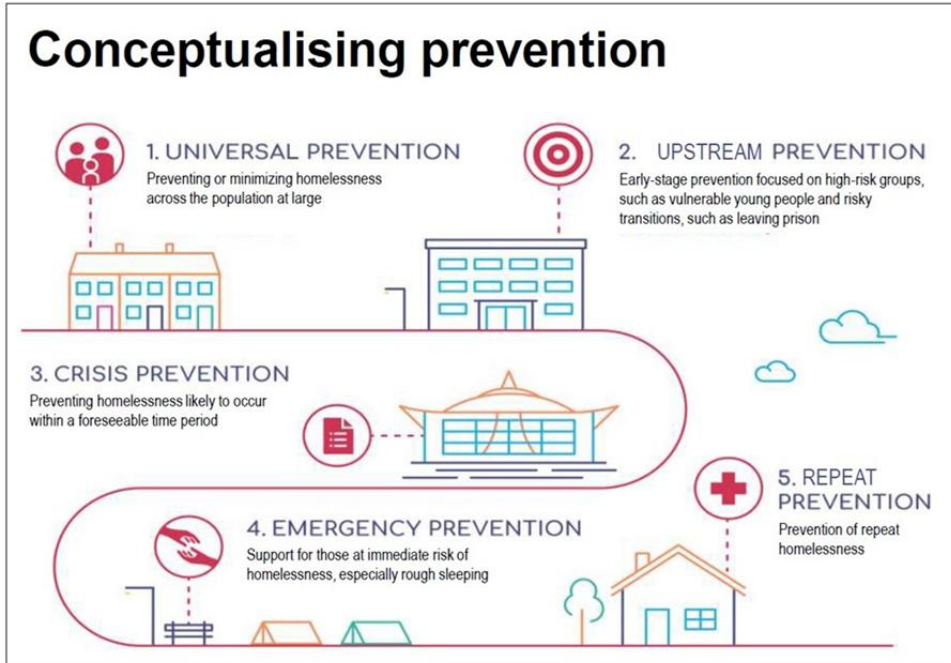 Conceptualising prevention
1. UNIVERSAL PREVENTION
Preventing or minimizing homelessness
across the population at large
2. UPSTREAM PREVENTION
Early-stage prevention focused on high-risk groups,
such as vulnerable young people and risky
transitions, such as leaving prison
3. CRISIS PREVENTION
Preventing homelessness likely to occur
within a foreseeable time period
4. EMERGENCY PREVENTION
Support for those at immediate risk of
homelessness, especially rough sleeping
5. REPEAT
PREVENTION
Prevention of repeat
homelessness